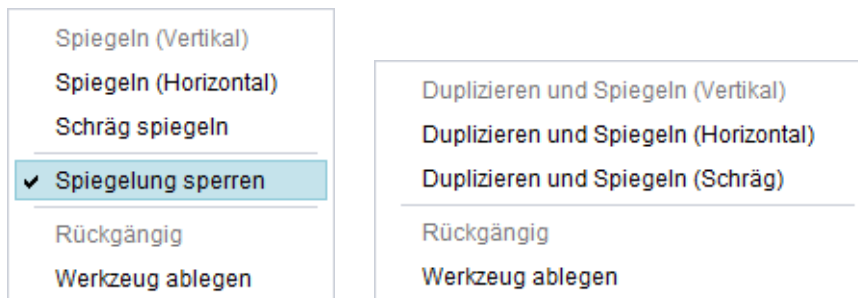 Spiegeln (Vertikal)
Spiegeln (Horizontal)
Schräg spiegeln
Spiegelung sperren
Rückgängig
Werkzeug ablegen
Duplizieren und Spiegeln (Vertikal)
Duplizieren und Spiegeln (Horizontal)
Duplizieren und Spiegeln (Schräg)
Rückgängig
Werkzeug ablegen